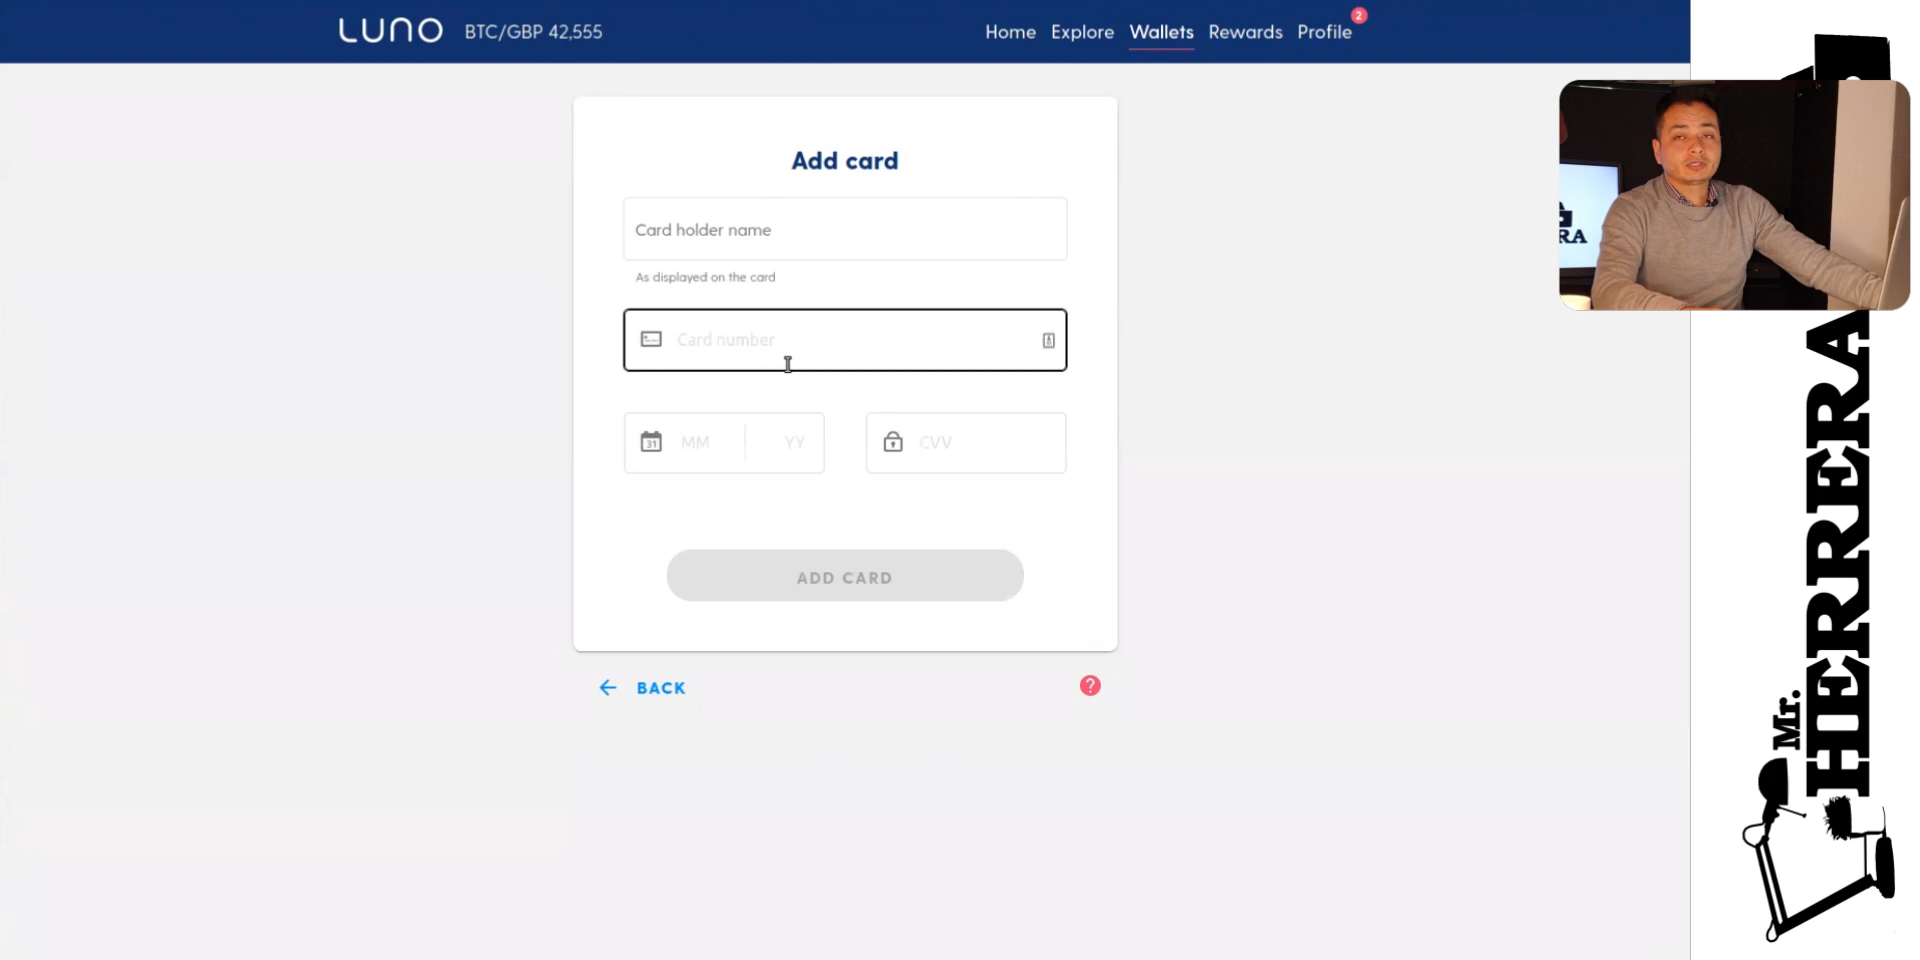 LUNO BTC/GBP 42,555 Home Explore Wallets Rewards Profile 2
Add card
Card holder name
As displayed on the card
Card number
31 MM YY CVV
ADD CARD
BACK ?
RA
Mr.
HERRERA